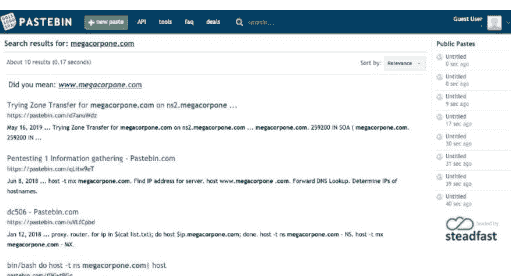 PASTEBIN
+ new paste
API
tools
faq
deals
Guest User
Search results for: megacorpone.com
About 10 results (0.17 seconds)
Sort by:
Relevance
Did you mean: www.megacorpone.com
Trying Zone Transfer for megacorpone.com on ns2.megacorpone ...
May 16, 2019 ... Trying Zone Transfer for megacorpone.com on ns2.megacorpone.com ... megacorpone.com. 259200 IN SOA ( megacorpone.com.
259200 IN ...
Pentesting 1 Information gathering - Pastebin.com
Jun 8, 2018 ... host -t mx megacorpone.com. Find IP address for server. host www.megacorpone .com. Forward DNS Lookup. Determine IPs of
hostnames.
dc506 - Pastebin.com
Jan 12, 2018 ... proxy. router. for ip in $(cat list.txt); do host $ip.megacorpone.com; done. host -t ns megacorpone.com - NS. host -t mx
megacorpone.com - MX.
bin/bash do host -t ns megacorpone.com| host
Public Pastes
Untitled
0 sec ago
Untitled
8 sec ago
Untitled
9 sec ago
Untitled
17 sec ago
Untitled
30 sec ago
Untitled
31 sec ago
Untitled
39 sec ago
Untitled
40 sec ago
hosted by
steadfast